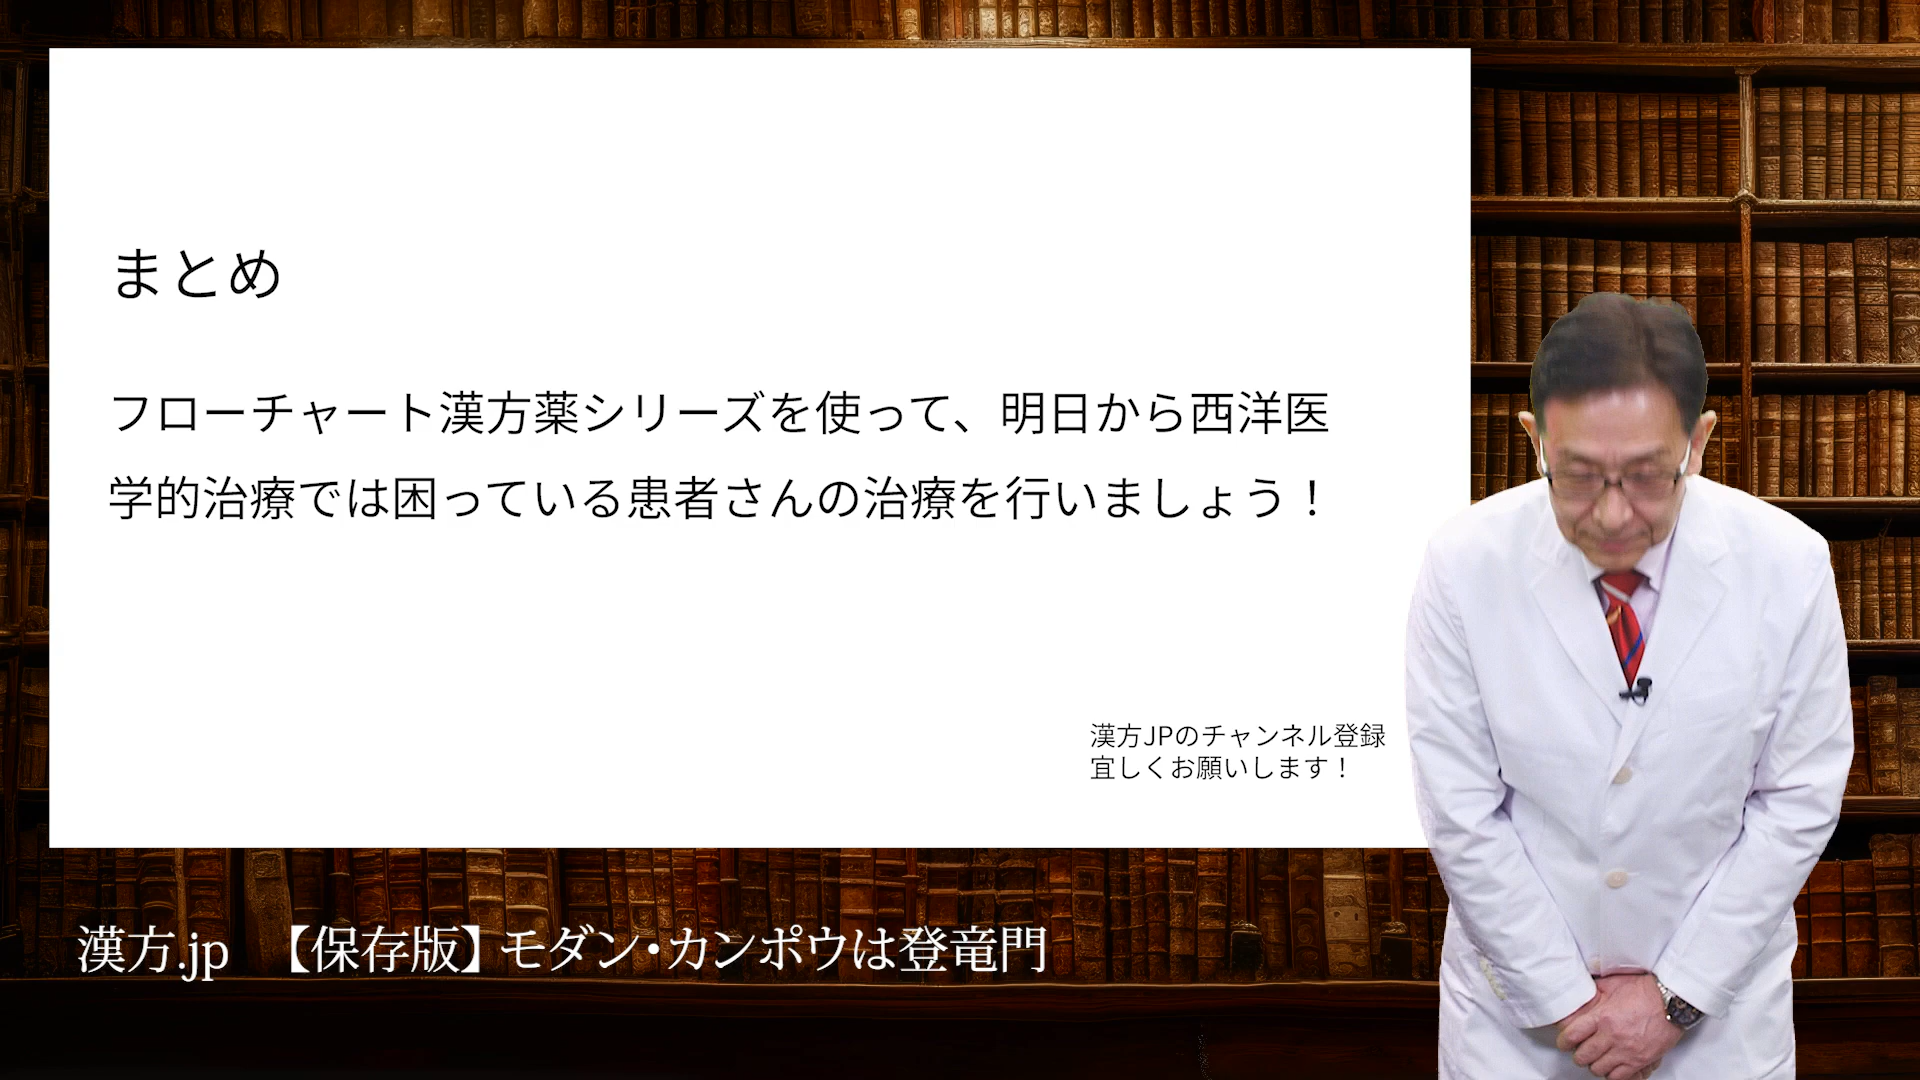 まとめ
フローチャート漢方薬シリーズを使って、明日から西洋医
学的治療では困っている患者さんの治療を行いましょう！
漢方JPのチャンネル登録
宜しくお願いします！
漢方.jp 【保存版】モダン・カンポウは登竜門